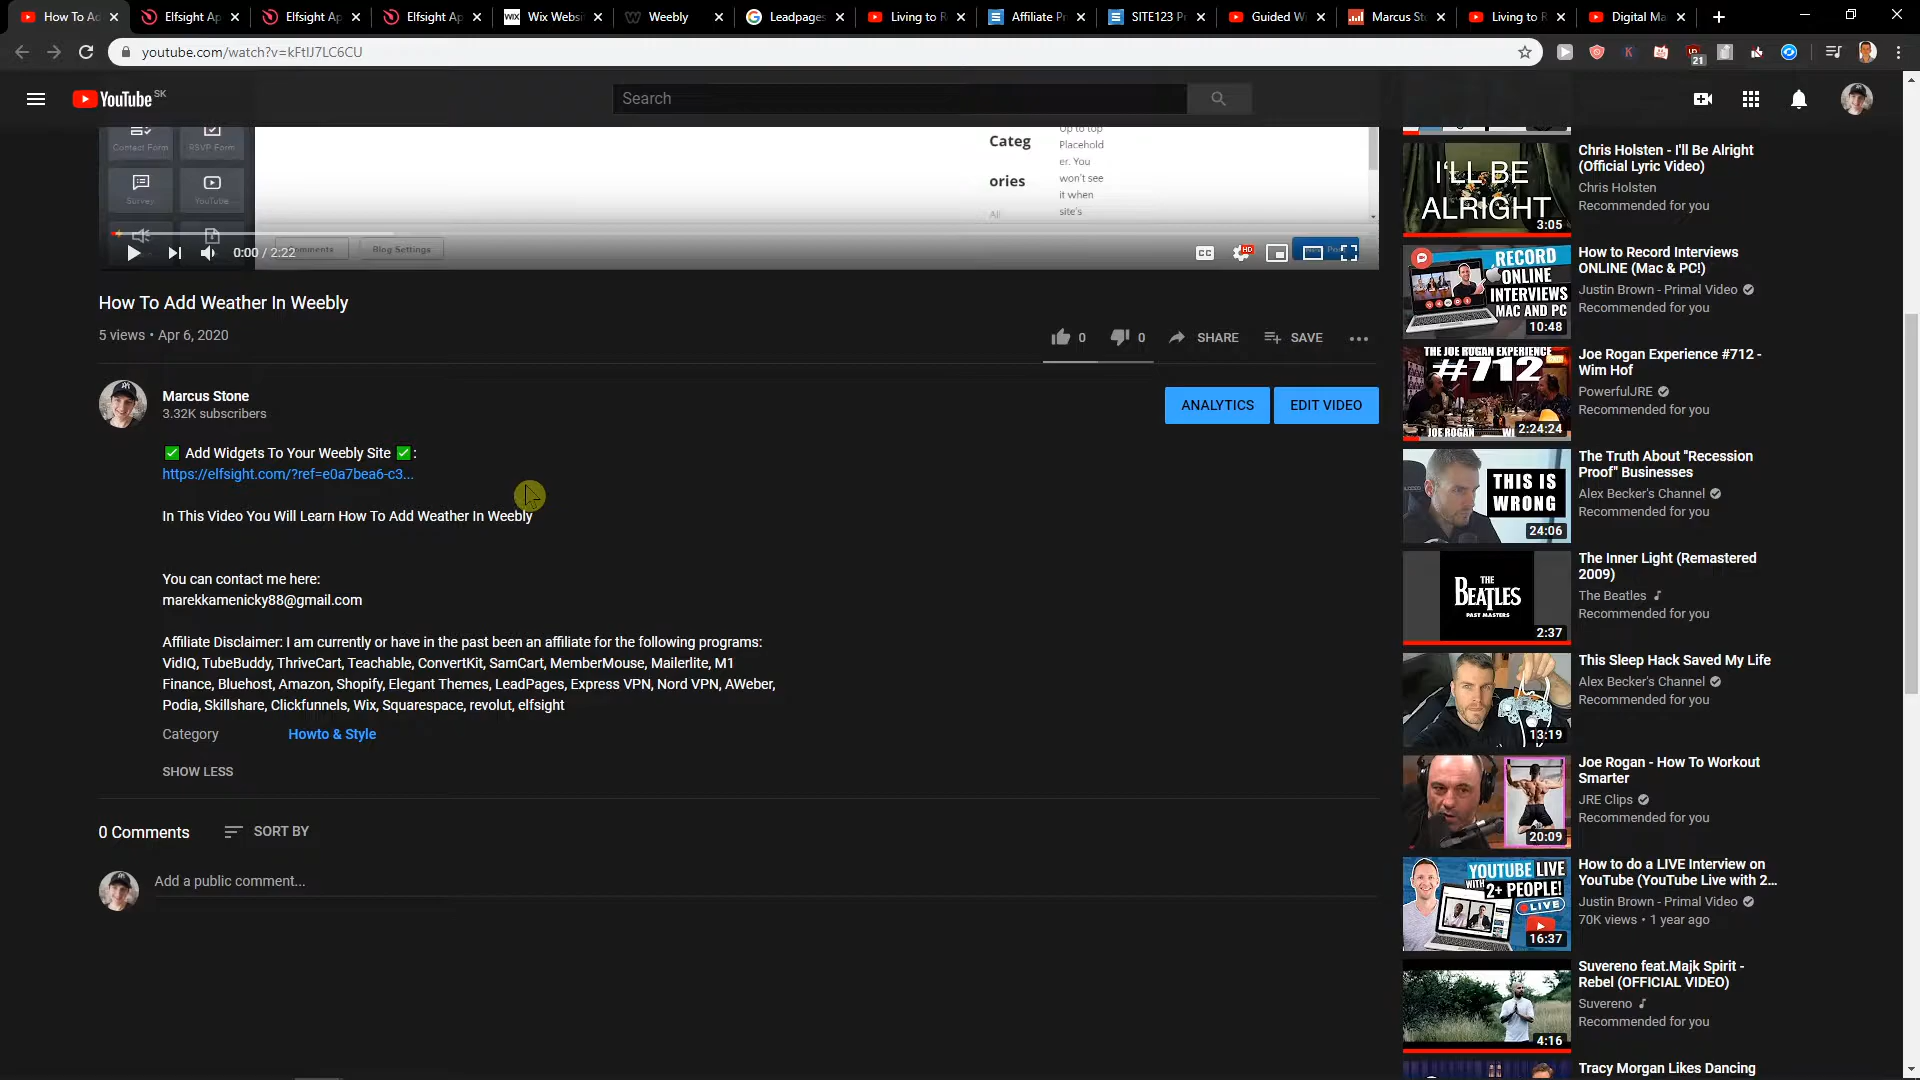 How To Ad
Elfsight Ap
Elfsight Ap
Elfsight Ap
WIX Wix Websi
Weebly
Leadpages
Living to R
Affiliate Pr
SITE123 Pr
Guided W
Marcus Sto
Living to R
Digital Ma
youtube.com/watch?v=kFtIJ7LC6CU
21
YouTube SK
Search
Contact Form
RSVP Form
Survey
YouTube
Categ
ories
All
Up to top
Placehold
er. You
won't see
it when
site's
Blog Settings
0:00 / 2:22
CC
HD
How To Add Weather In Weebly
5 views • Apr 6, 2020
0
0
SHARE
SAVE
Marcus Stone
3.32K subscribers
ANALYTICS
EDIT VIDEO
✅ Add Widgets To Your Weebly Site ✅:
https://elfsight.com/?ref=e0a7bea6-c3...
In This Video You Will Learn How To Add Weather In Weebly
You can contact me here:
marekkamenicky88@gmail.com
Affiliate Disclaimer: I am currently or have in the past been an affiliate for the following programs:
VidIQ, TubeBuddy, ThriveCart, Teachable, ConvertKit, SamCart, MemberMouse, Mailerlite, M1
Finance, Bluehost, Amazon, Shopify, Elegant Themes, LeadPages, Express VPN, Nord VPN, AWeber,
Podia, Skillshare, Clickfunnels, Wix, Squarespace, revolut, elfsight
Category
Howto & Style
SHOW LESS
0 Comments
SORT BY
Add a public comment...
I'LL BE
ALRIGHT
3:05
Chris Holsten - I'll Be Alright
(Official Lyric Video)
Chris Holsten
Recommended for you
RECORD
ONLINE
INTERVIEWS
MAC AND PC
10:48
How to Record Interviews
ONLINE (Mac & PC!)
Justin Brown - Primal Video
Recommended for you
THE JOE ROGAN EXPERIENCE
#712
JOE ROGAN
2:24:24
Joe Rogan Experience #712 -
Wim Hof
PowerfulJRE
Recommended for you
THIS IS
WRONG
24:06
The Truth About "Recession
Proof" Businesses
Alex Becker's Channel
Recommended for you
THE
BEATLES
PAST MASTERS
2:37
The Inner Light (Remastered
2009)
The Beatles
Recommended for you
13:19
This Sleep Hack Saved My Life
Alex Becker's Channel
Recommended for you
20:09
Joe Rogan - How To Workout
Smarter
JRE Clips
Recommended for you
YOUTUBE LIVE
WITH 2+ PEOPLE!
LIVE
16:37
How to do a LIVE Interview on
YouTube (YouTube Live with 2...
Justin Brown - Primal Video
70K views • 1 year ago
4:16
Suvereno feat.Majk Spirit -
Rebel (OFFICIAL VIDEO)
Suvereno
Recommended for you
Tracy Morgan Likes Dancing